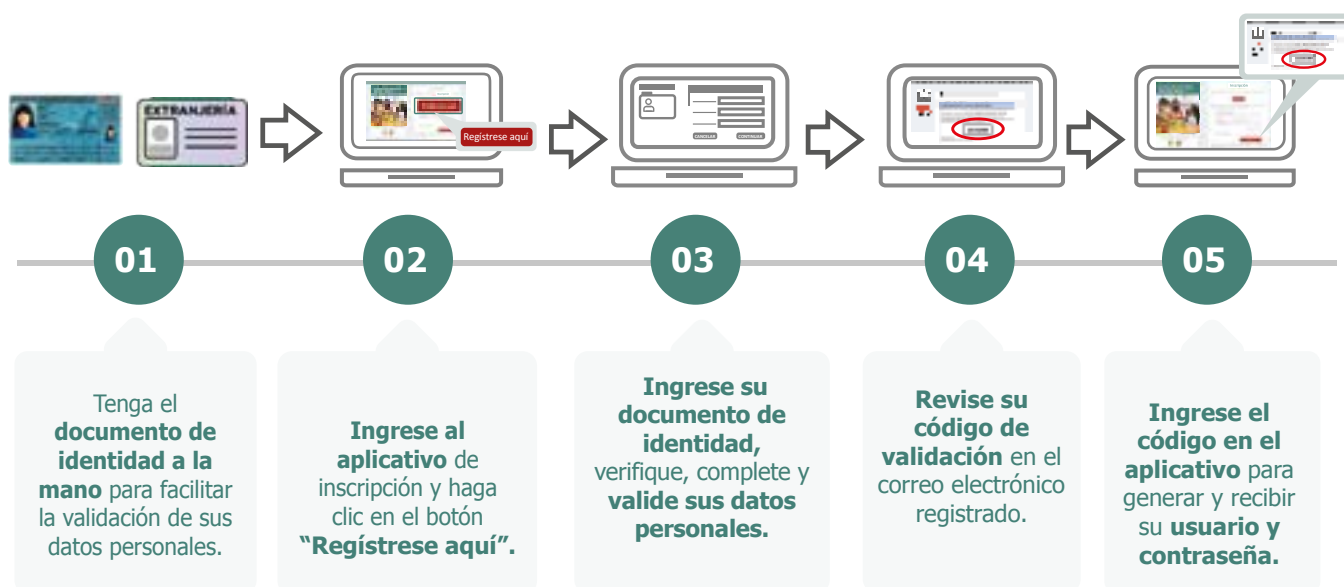 EXTRANJERÍA
Regístrese aquí
CANCELAR
CONTINUAR
01
02
03
04
05
Tenga el
documento de
identidad a la
mano para facilitar
la validación de sus
datos personales.
Ingrese al
aplicativo de
inscripción y haga
clic en el botón
“Regístrese aquí”.
Ingrese su
documento de
identidad,
verifique, complete y
valide sus datos
personales.
Revise su
código de
validación en el
correo electrónico
registrado.
Ingrese el
código en el
aplicativo para
generar y recibir
su usuario y
contraseña.